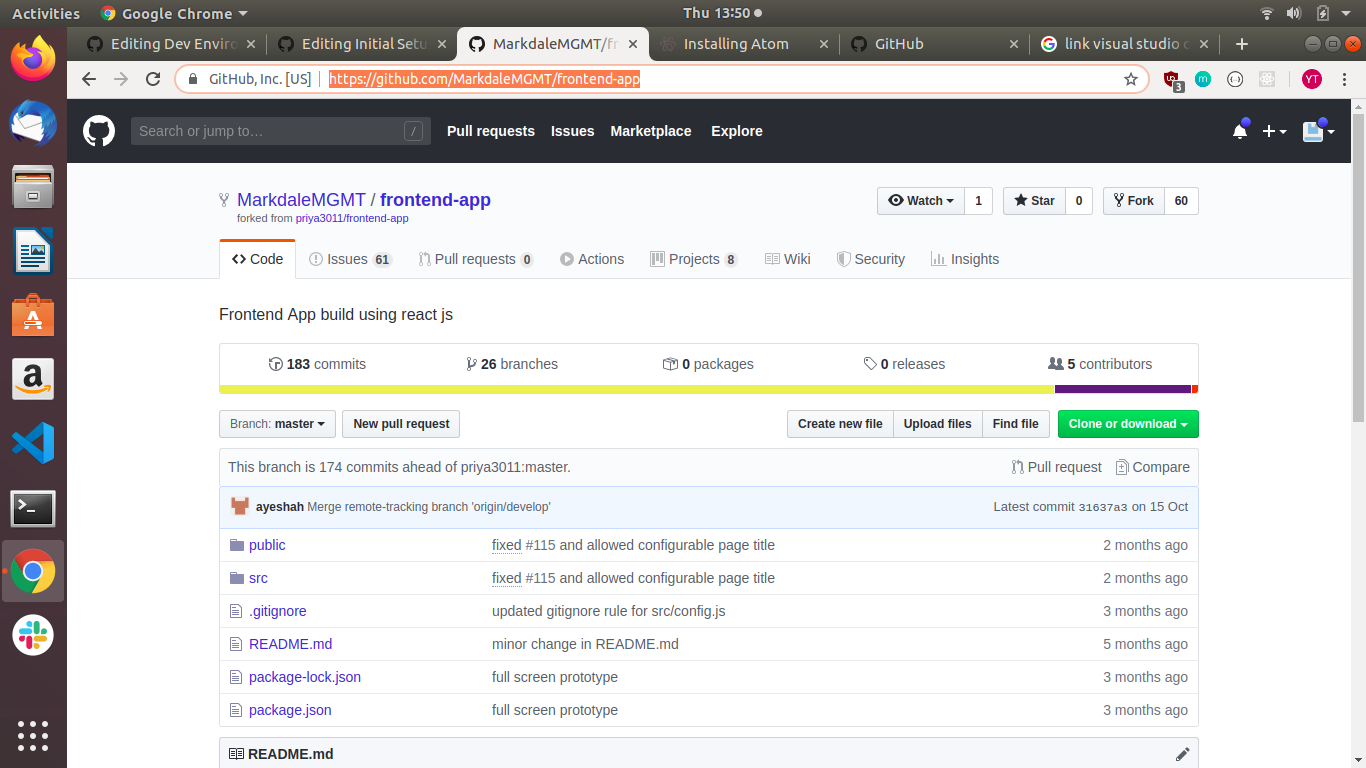 Activities Google Chrome Thu 13:50
Editing Dev Enviro Editing Initial Setu MarkdaleMGMT/fr Installing Atom GitHub link visual studio c
GitHub, Inc. [US] https://github.com/MarkdaleMGMT/frontend-app 3 YT
Search or jump to… / Pull requests Issues Marketplace Explore
MarkdaleMGMT / frontend-app Watch 1 Star 0 Fork 60
forked from priya3011/frontend-app
Code Issues 61 Pull requests 0 Actions Projects 8 Wiki Security Insights
Frontend App build using react js
183 commits 26 branches 0 packages 0 releases 5 contributors
Branch: master New pull request Create new file Upload files Find file Clone or download
This branch is 174 commits ahead of priya3011:master. Pull request Compare
ayeshah Merge remote-tracking branch 'origin/develop' Latest commit 31637a3 on 15 Oct
public fixed #115 and allowed configurable page title 2 months ago
src fixed #115 and allowed configurable page title 2 months ago
.gitignore updated gitignore rule for src/config.js 3 months ago
README.md minor change in README.md 5 months ago
package-lock.json full screen prototype 3 months ago
package.json full screen prototype 3 months ago
README.md